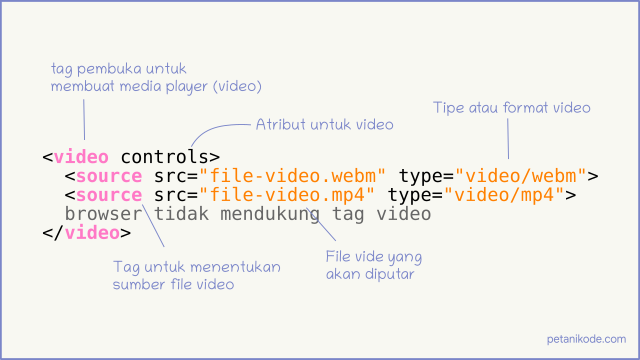 tag pembuka untuk
membuat media player (video)
Tipe atau format video
Atribut untuk video
<video controls>
<source src="file-video.webm" type="video/webm">
<source src="file-video.mp4" type="video/mp4">
browser tidak mendukung tag video
</video>
Tag untuk menentukan
sumber file video
File vide yang
akan diputar
petanikode.com